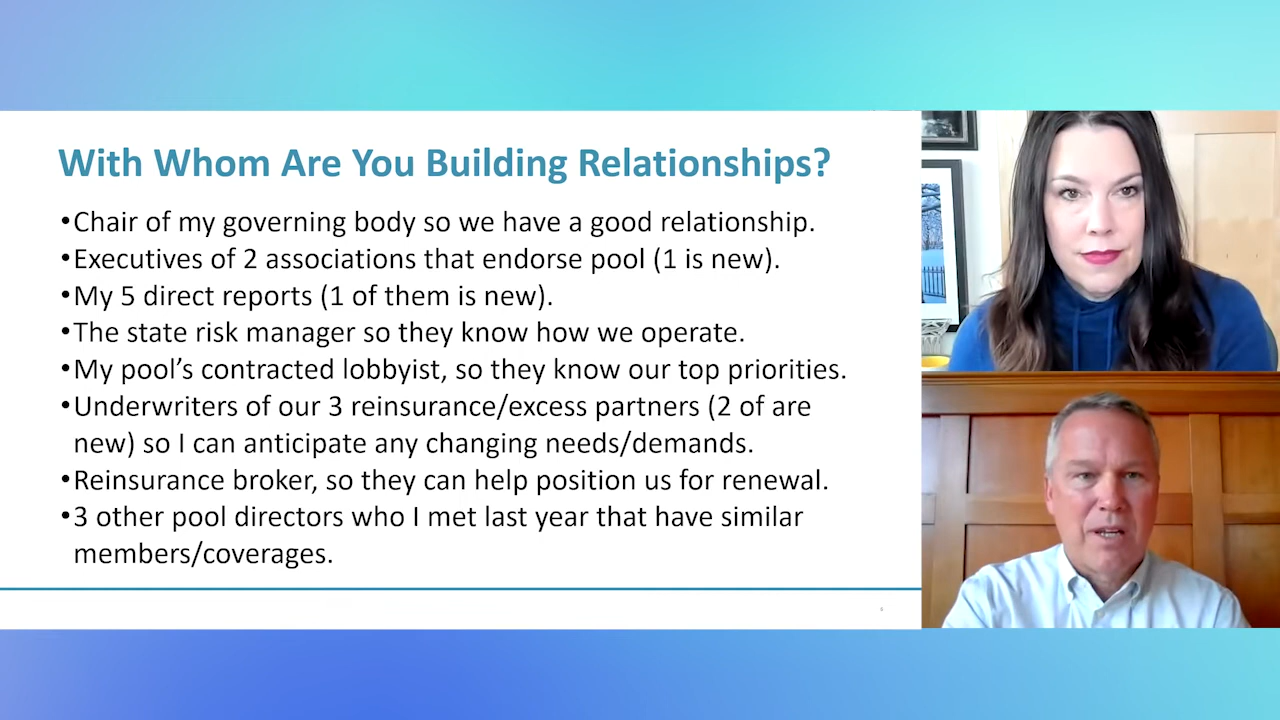 With Whom Are You Building Relationships?
•Chair of my governing body so we have a good relationship.
•Executives of 2 associations that endorse pool (1 is new).
•My 5 direct reports (1 of them is new).
•The state risk manager so they know how we operate.
•My pool’s contracted lobbyist, so they know our top priorities.
•Underwriters of our 3 reinsurance/excess partners (2 of are
new) so I can anticipate any changing needs/demands.
•Reinsurance broker, so they can help position us for renewal.
•3 other pool directors who I met last year that have similar
members/coverages.